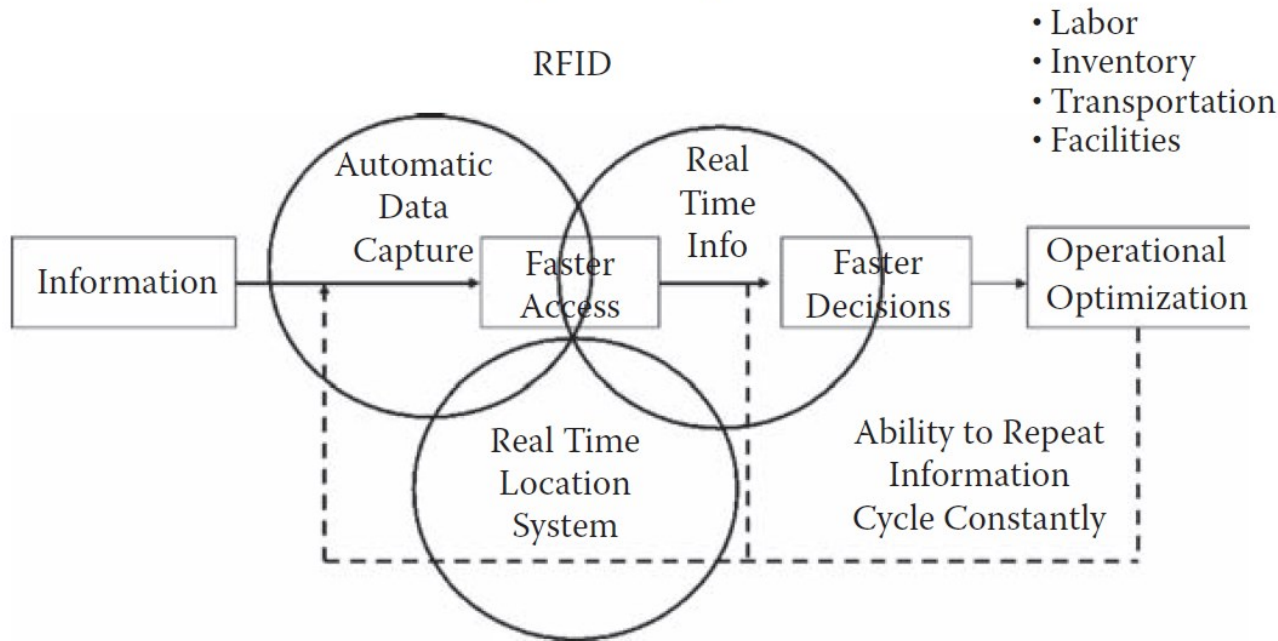 RFID
• Labor
• Inventory
• Transportation
• Facilities
Automatic
Data
Capture
Real
Time
Info
Information
Faster
Access
Faster
Decisions
Operational
Optimization
Real Time
Location
System
Ability to Repeat
Information
Cycle Constantly